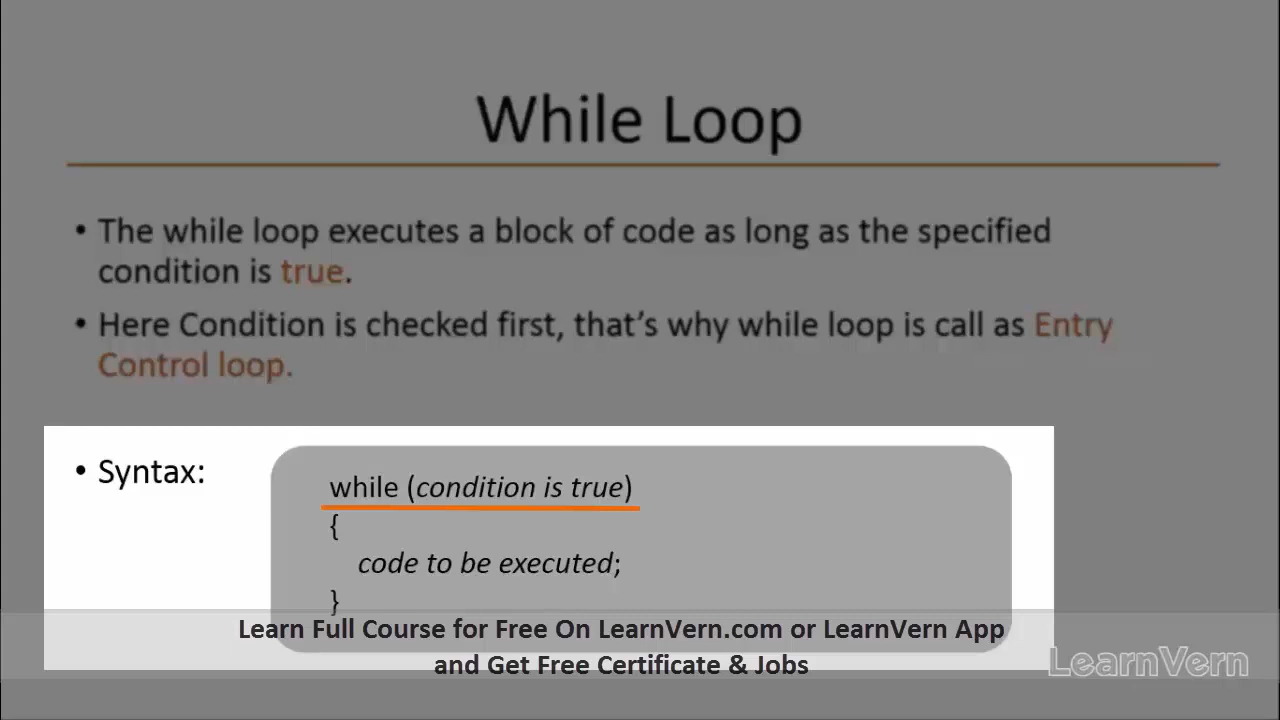 While Loop
• The while loop executes a block of code as long as the specified
condition is true.
• Here Condition is checked first, that's why while loop is call as Entry
Control loop.
• Syntax:
while (condition is true)
{
code to be executed;
}
Learn Full Course for Free On LearnVern.com or LearnVern App
and Get Free Certificate & Jobs
LearnVern